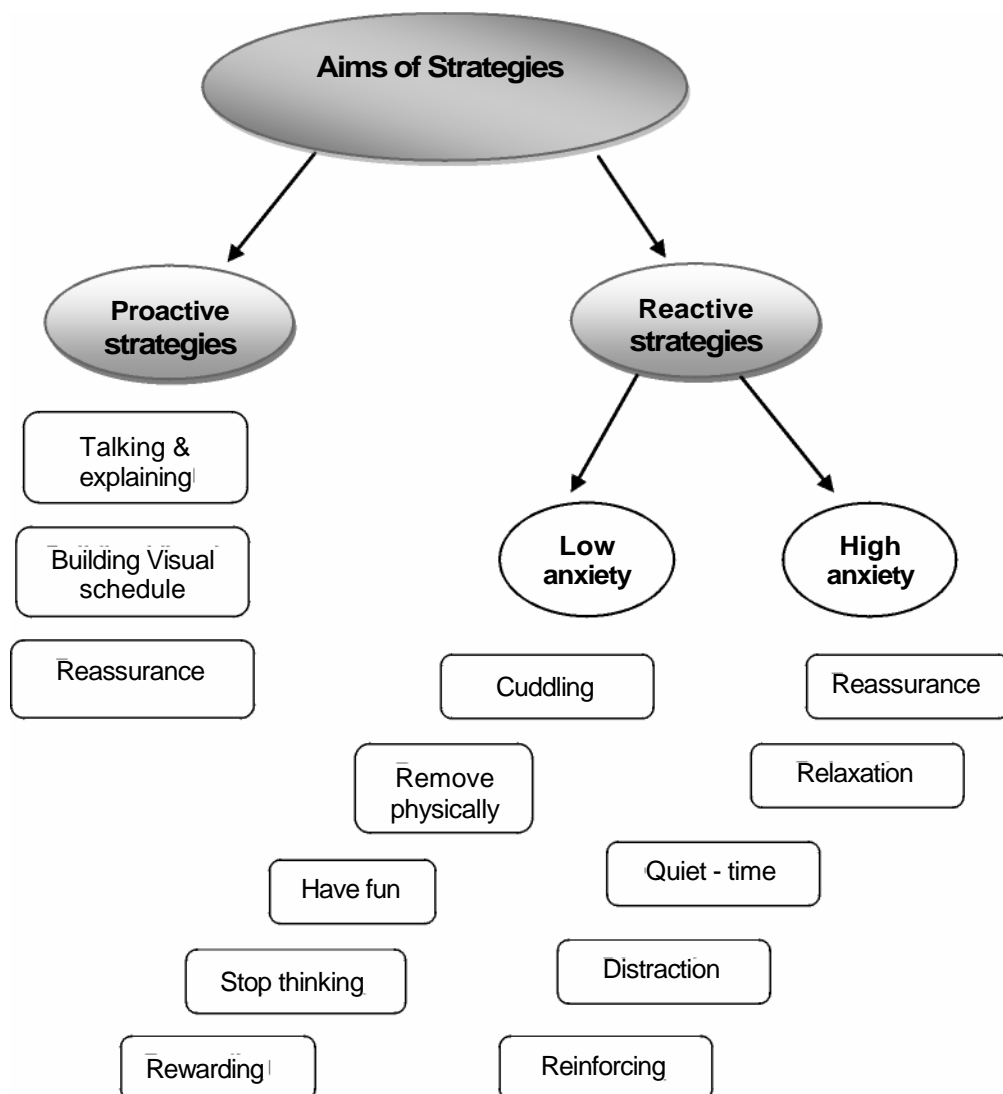 Aims of Strategies
Proactive
strategies
Reactive
strategies
Talking &
explaining
Building Visual
schedule
Reassurance
Low
anxiety
High
anxiety
Cuddling
Reassurance
Remove
physically
Relaxation
Have fun
Quiet - time
Stop thinking
Distraction
Rewarding
Reinforcing